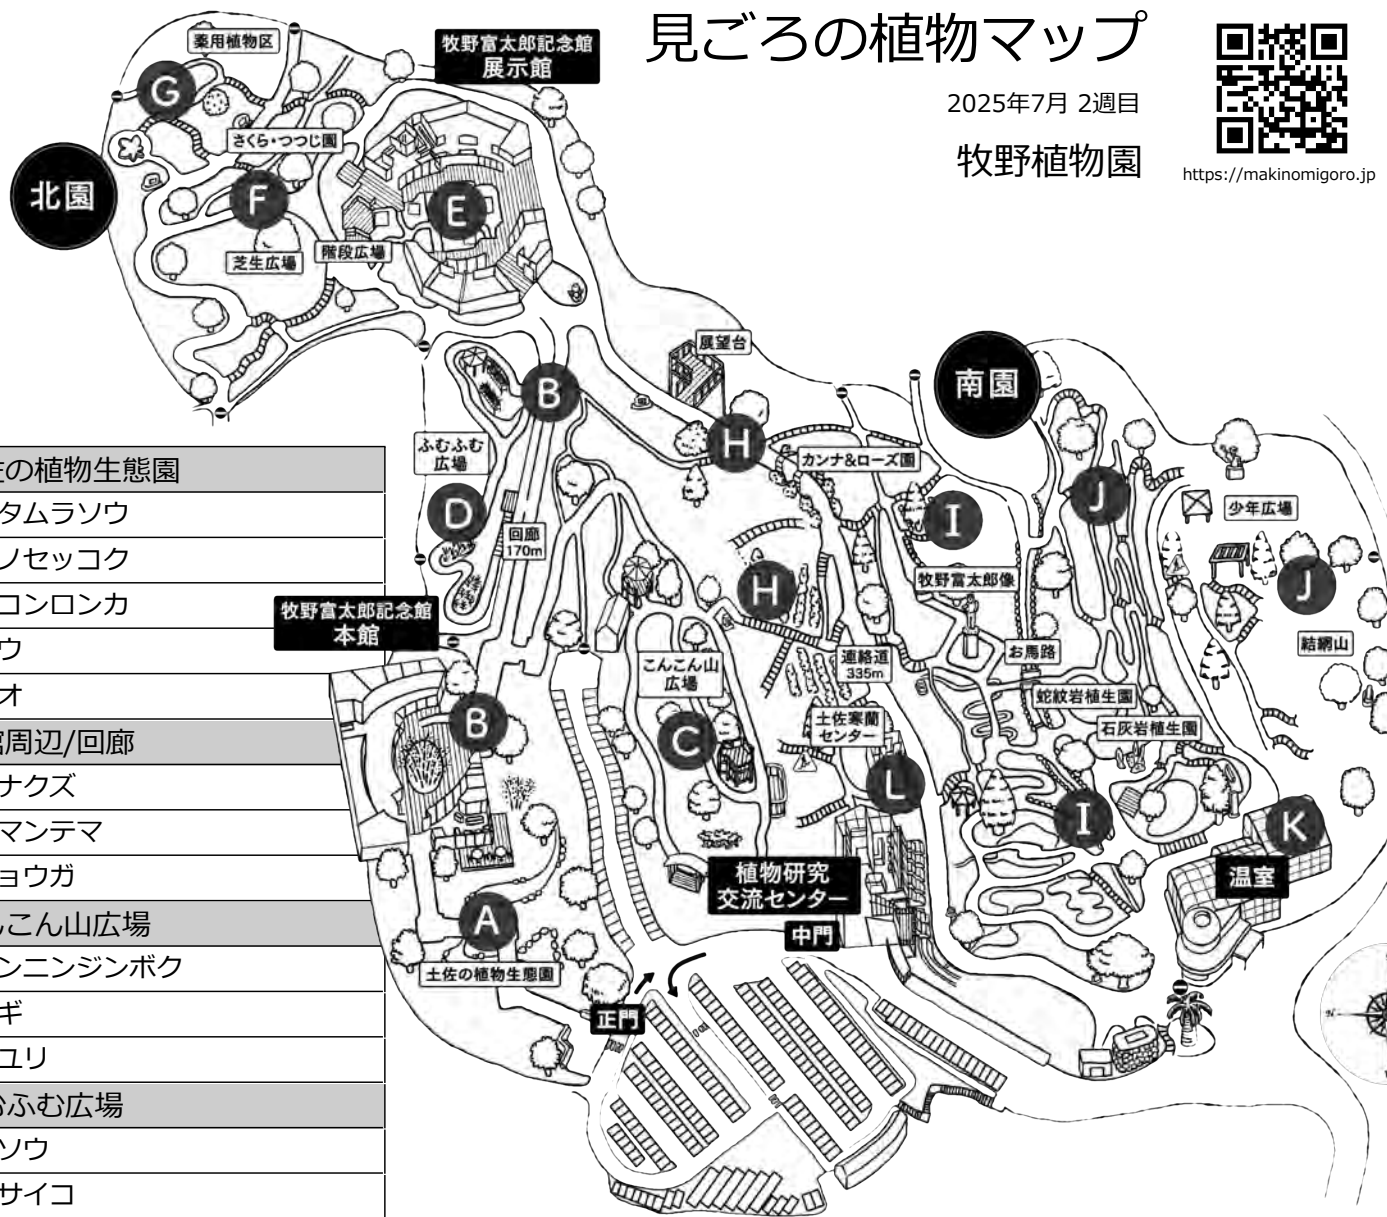 見ごろの植物マップ
2025年7月 2週目
牧野植物園
https://makinomigoro.jp
薬用植物区
牧野富太郎記念館
展示館
G
さくら・つつじ園
北園
F
E
芝生広場
階段広場
展望台
南園
B
ふむふむ
広場
H
カンナ&ローズ園
D
回廊
170m
I
J
少年広場
牧野富太郎像
H
J
牧野富太郎記念館
本館
こんこん山
広場
連絡道
335m
お馬路
結網山
B
C
土佐寒蘭
センター
蛇紋岩植生園
石灰岩植生園
L
I
K
植物研究
交流センター
温室
A
中門
土佐の植物生態園
正門
の植物生態園
タムラソウ
ノセッコク
コンロンカ
ウ
オ
周辺/回廊
ナクズ
マンテマ
ョウガ
こん山広場
ンニンジンボク
ギ
ユリ
ふむ広場
ソウ
サイコ